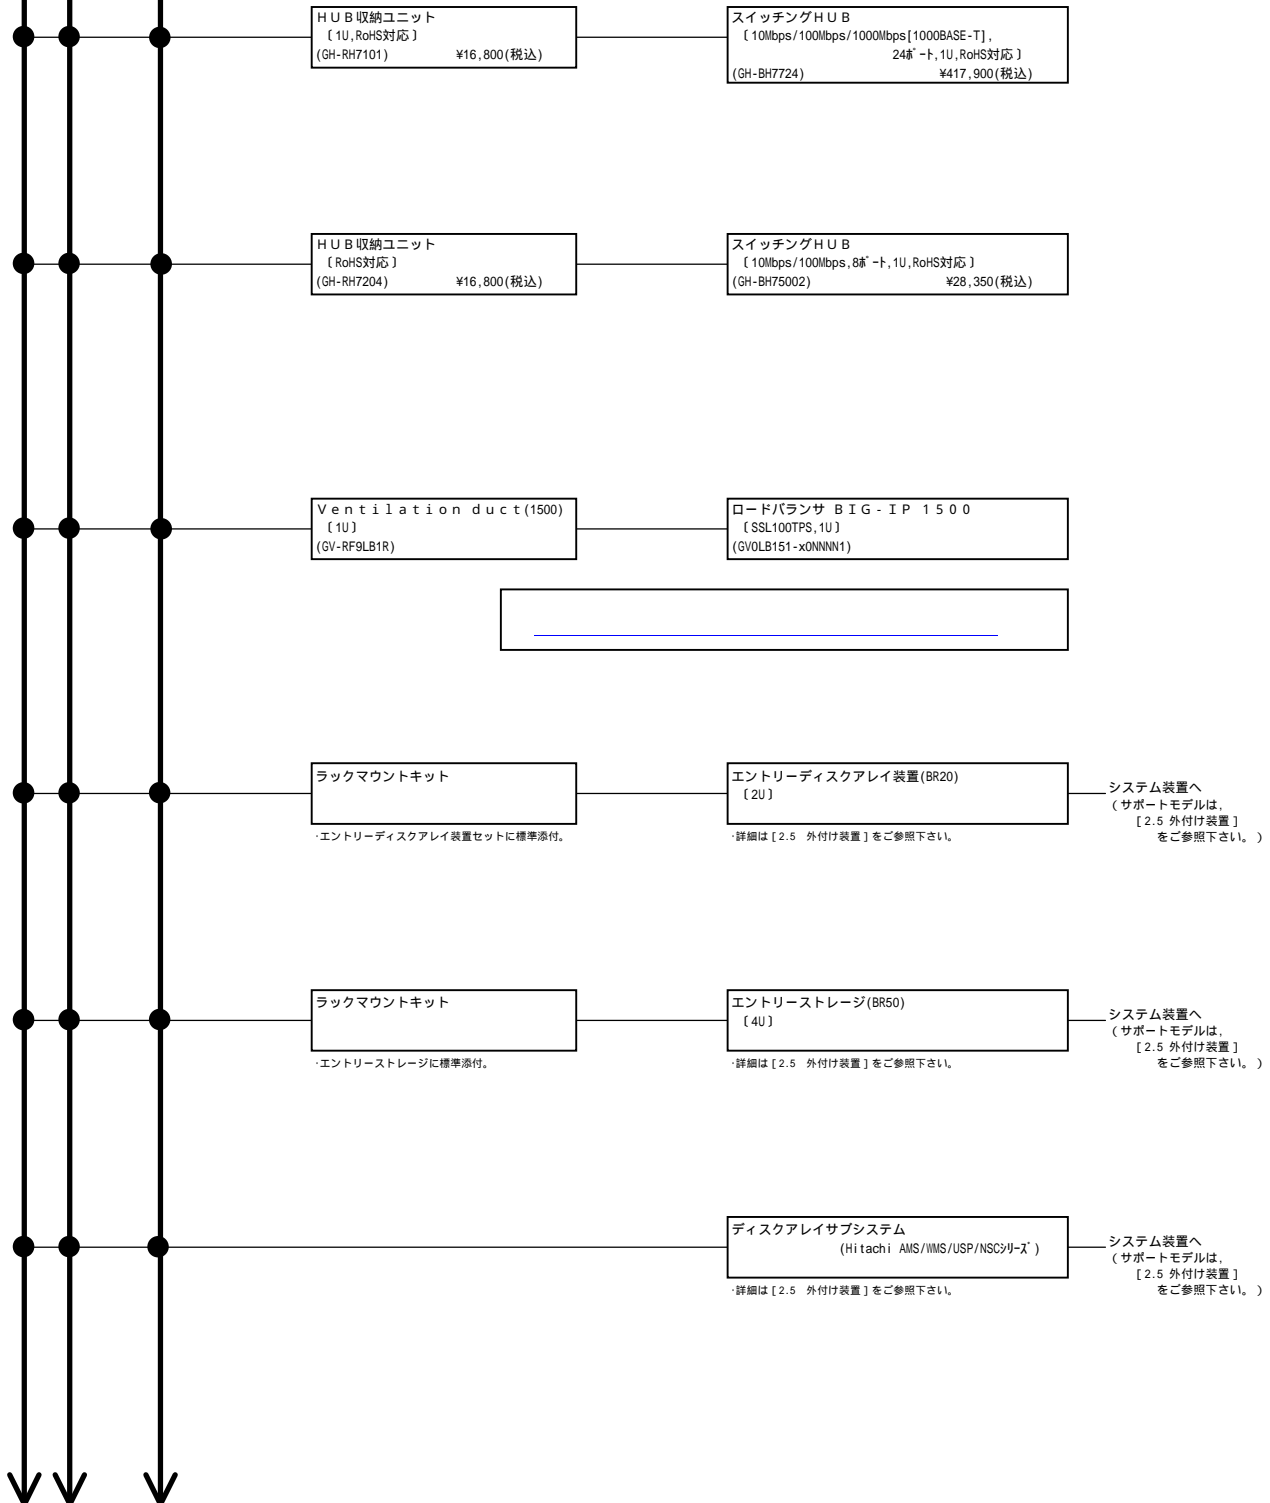 ＨＵＢ収納ユニット
〔1U,RoHS対応〕
(GH-RH7101) ¥16,800(税込)
スイッチングＨＵＢ
〔10Mbps/100Mbps/1000Mbps[1000BASE-T],
24ﾎﾟｰﾄ,1U,RoHS対応〕
(GH-BH7724) ¥417,900(税込)
ＨＵＢ収納ユニット
〔RoHS対応〕
(GH-RH7204) ¥16,800(税込)
スイッチングＨＵＢ
〔10Mbps/100Mbps,8ﾎﾟｰﾄ,1U,RoHS対応〕
(GH-BH75002) ¥28,350(税込)
Ｖｅｎｔｉｌａｔｉｏｎ ｄｕｃｔ(1500)
〔1U〕
(GV-RF9LB1R)
ロードバランサ ＢＩＧ-ＩＰ １５００
〔SSL100TPS,1U〕
(GV0LB151-x0NNNN1)
ラックマウントキット
・エントリーディスクアレイ装置セットに標準添付。
エントリーディスクアレイ装置(BR20)
〔2U〕
・詳細は［2.5　外付け装置］をご参照下さい。
システム装置へ
（サポートモデルは,
［2.5 外付け装置］
をご参照下さい。）
ラックマウントキット
・エントリーストレージに標準添付。
エントリーストレージ(BR50)
〔4U〕
・詳細は［2.5　外付け装置］をご参照下さい。
システム装置へ
（サポートモデルは,
［2.5 外付け装置］
をご参照下さい。）
ディスクアレイサブシステム
(Hitachi AMS/WMS/USP/NSCｼﾘｰｽﾞ)
・詳細は［2.5　外付け装置］をご参照下さい。
システム装置へ
（サポートモデルは,
［2.5 外付け装置］
をご参照下さい。）